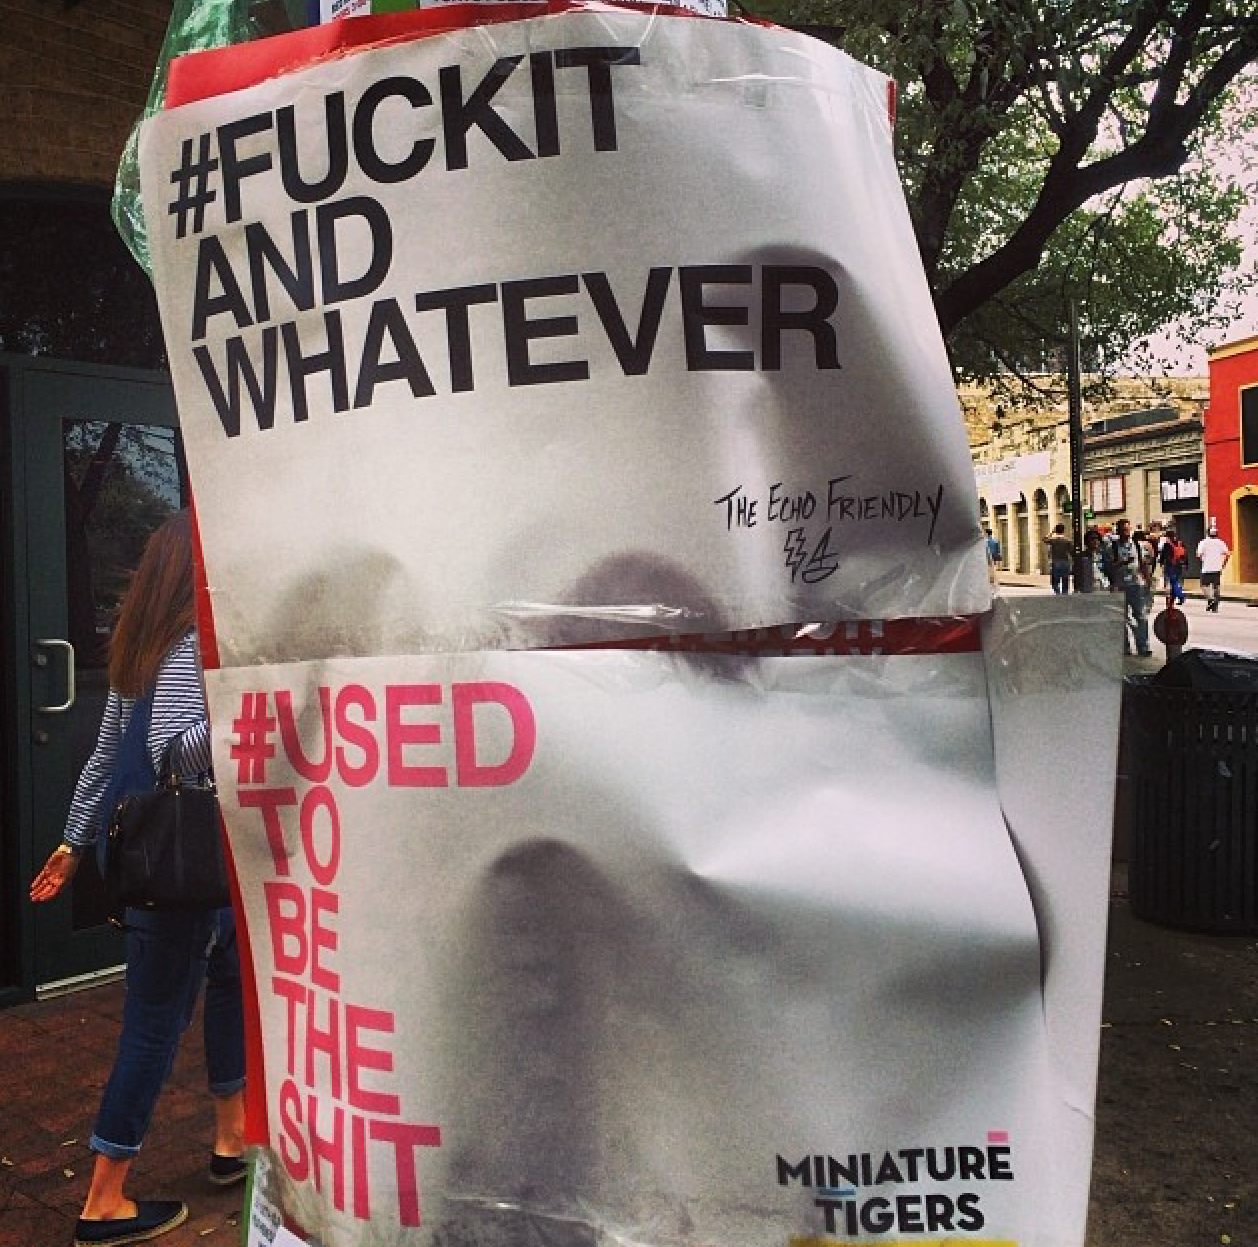 #FUCKIT
AND
WHATEVER
THE ECHO FRIENDLY
#USED
TO
BE
THE
SHIT
MINIATURE
TIGERS